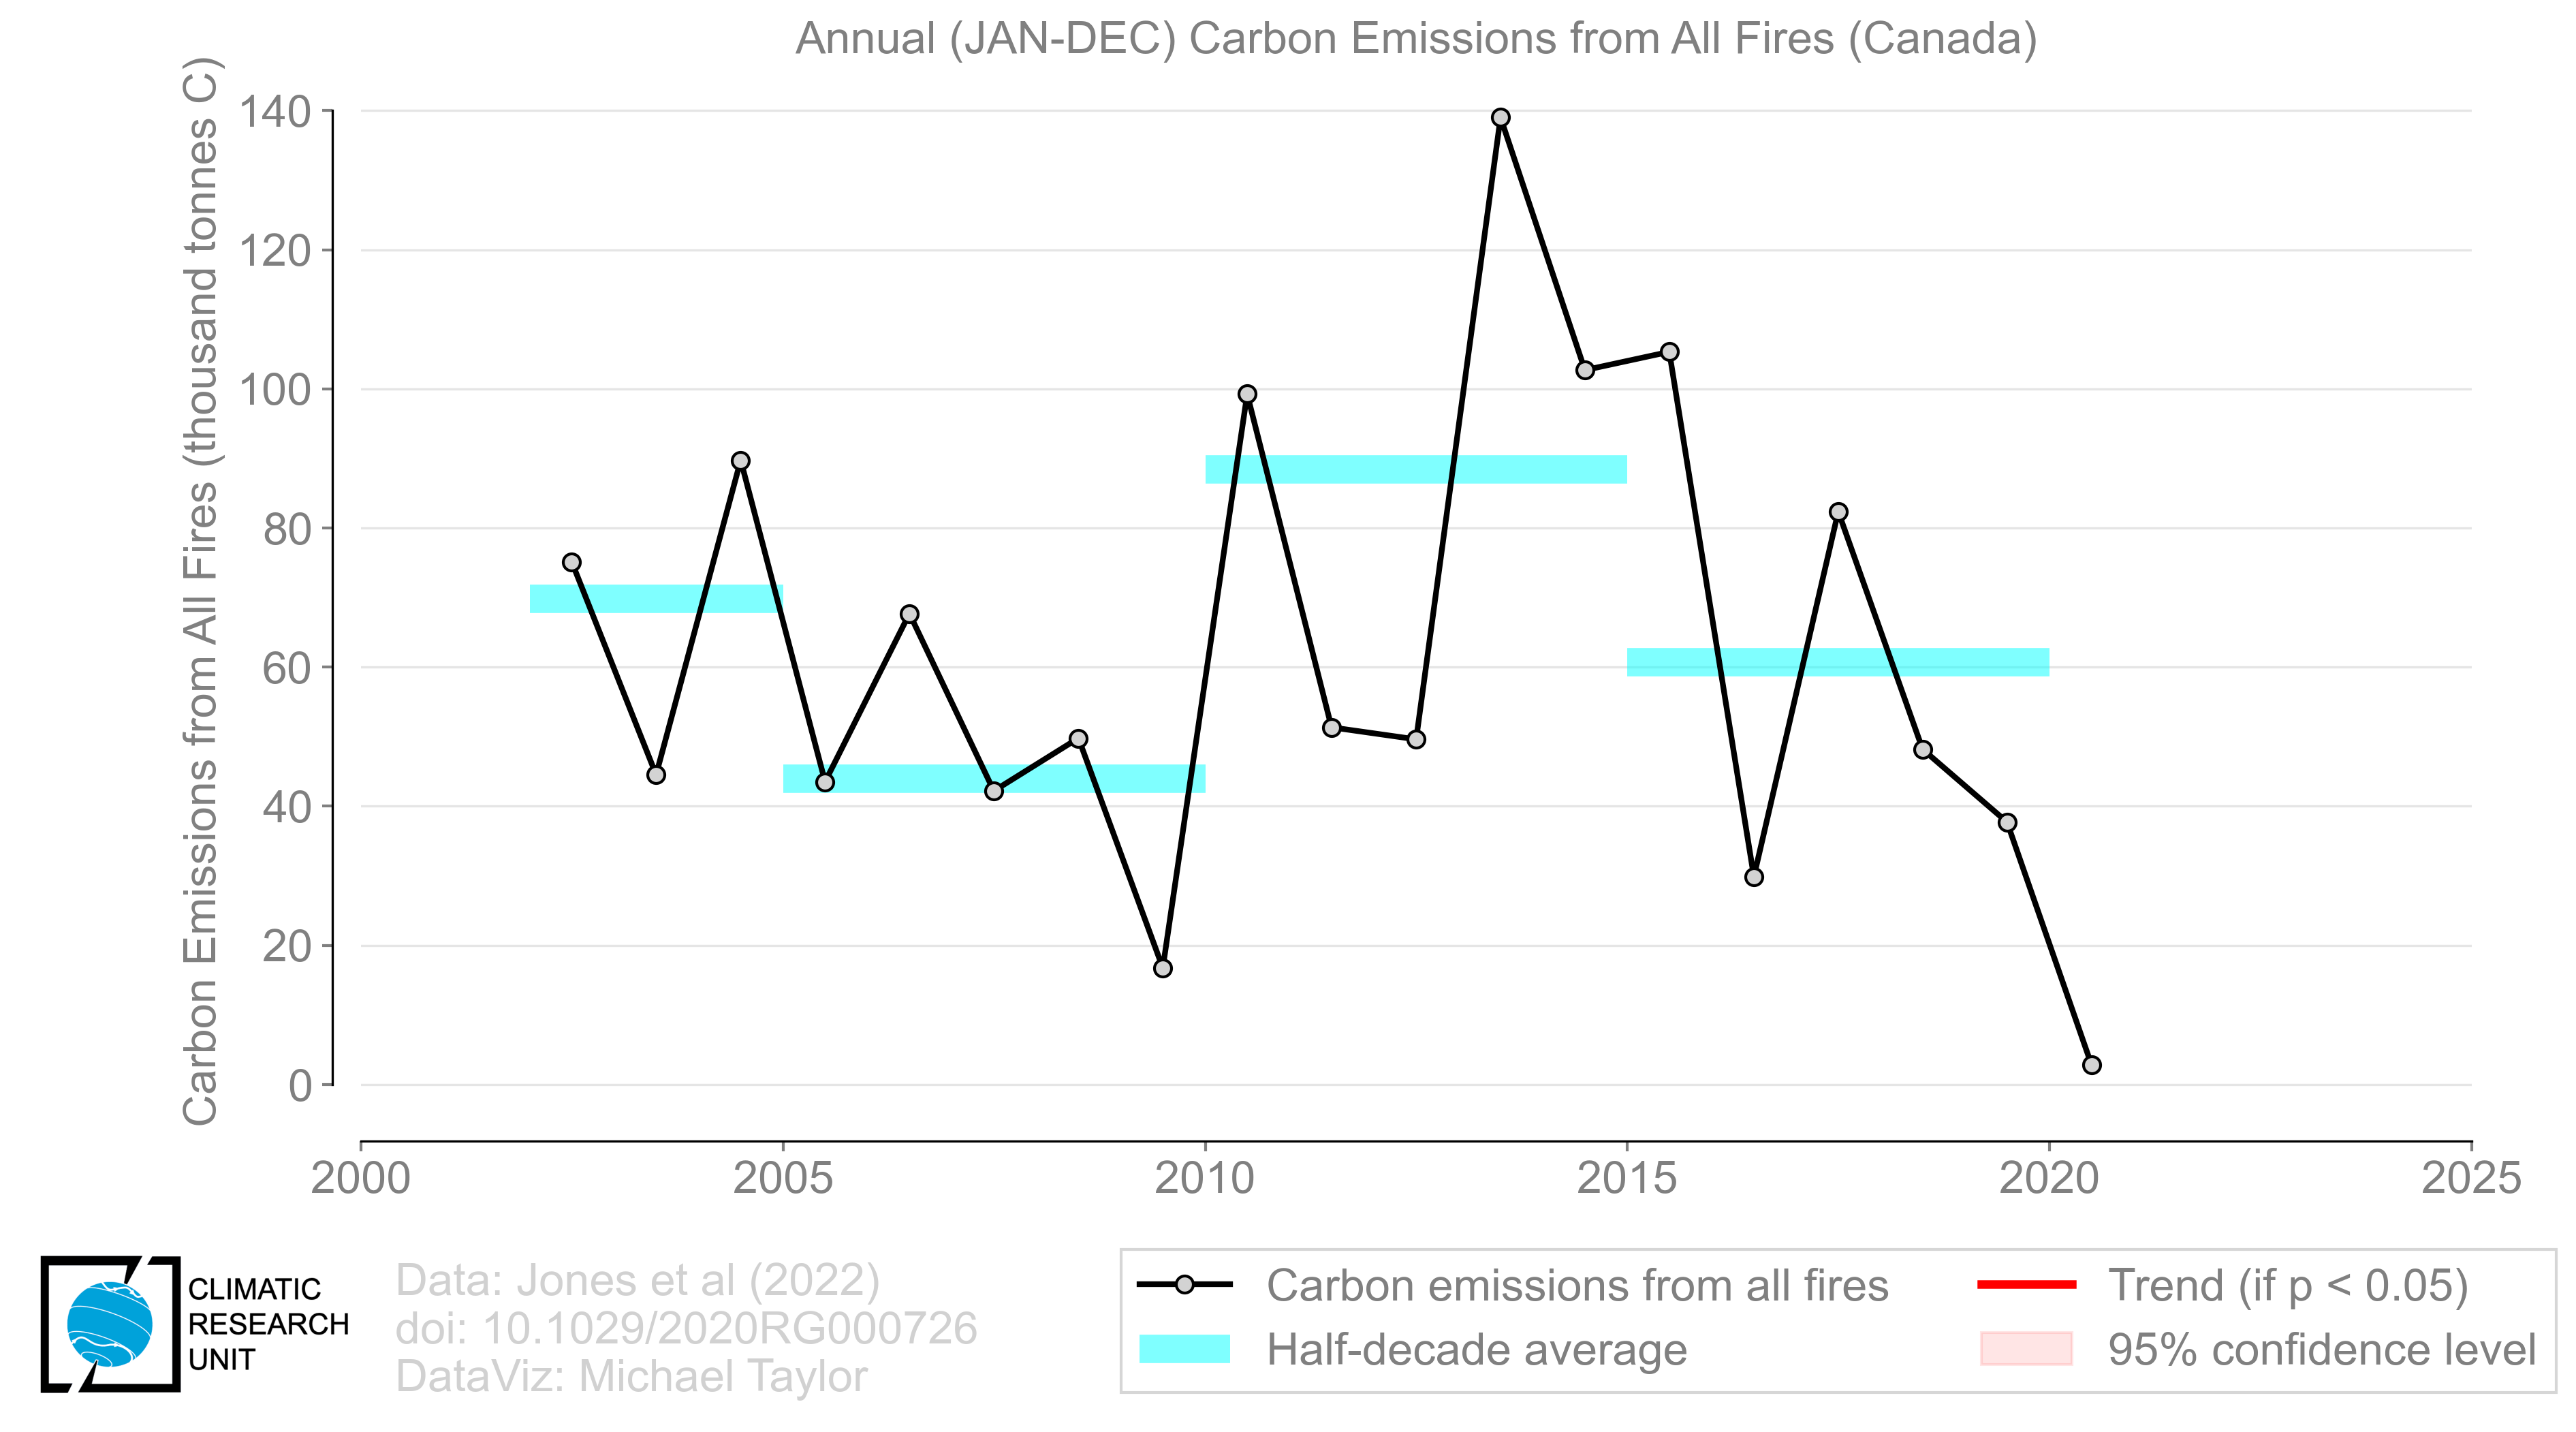 Annual (JAN-DEC) Carbon Emissions from All Fires (Canada)
Carbon Emissions from All Fires (thousand tonnes C)
140
120
100
80
60
40
20
0
2000 2005 2010 2015 2020 2025
CLIMATIC
RESEARCH
UNIT
Data: Jones et al (2022)
doi: 10.1029/2020RG000726
DataViz: Michael Taylor
Carbon emissions from all fires
Half-decade average
Trend (if p < 0.05)
95% confidence level